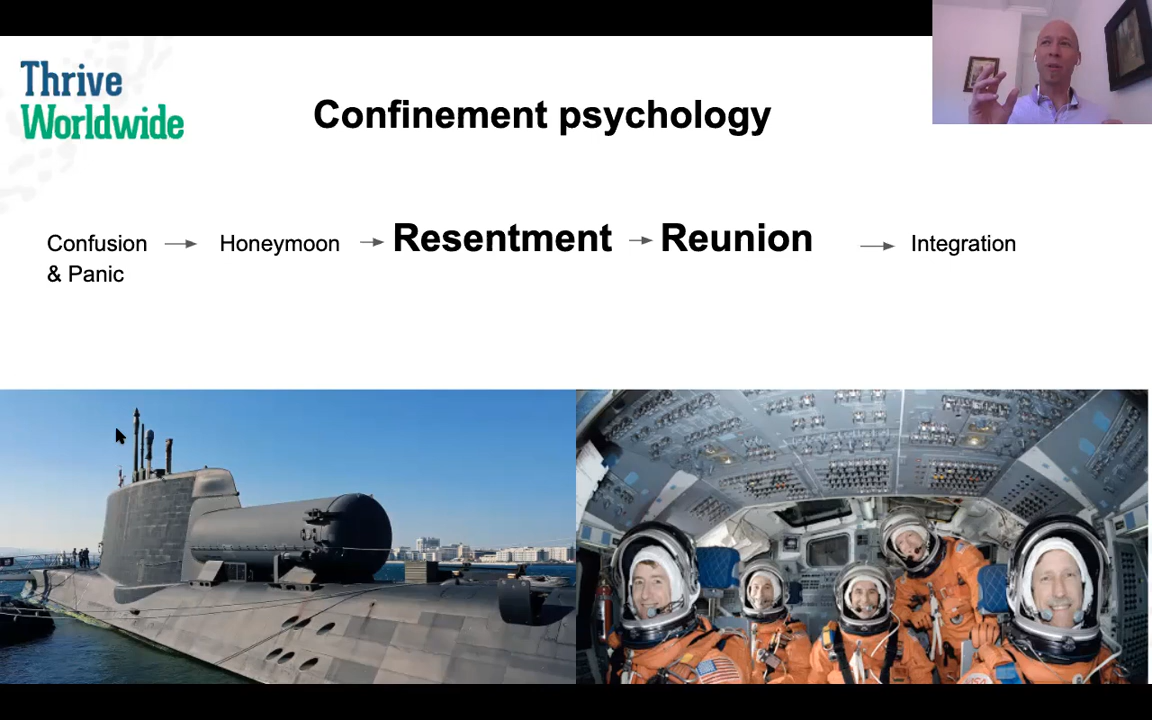 Thrive
Worldwide
Confinement psychology
Confusion
& Panic
Honeymoon
Resentment
Reunion
Integration